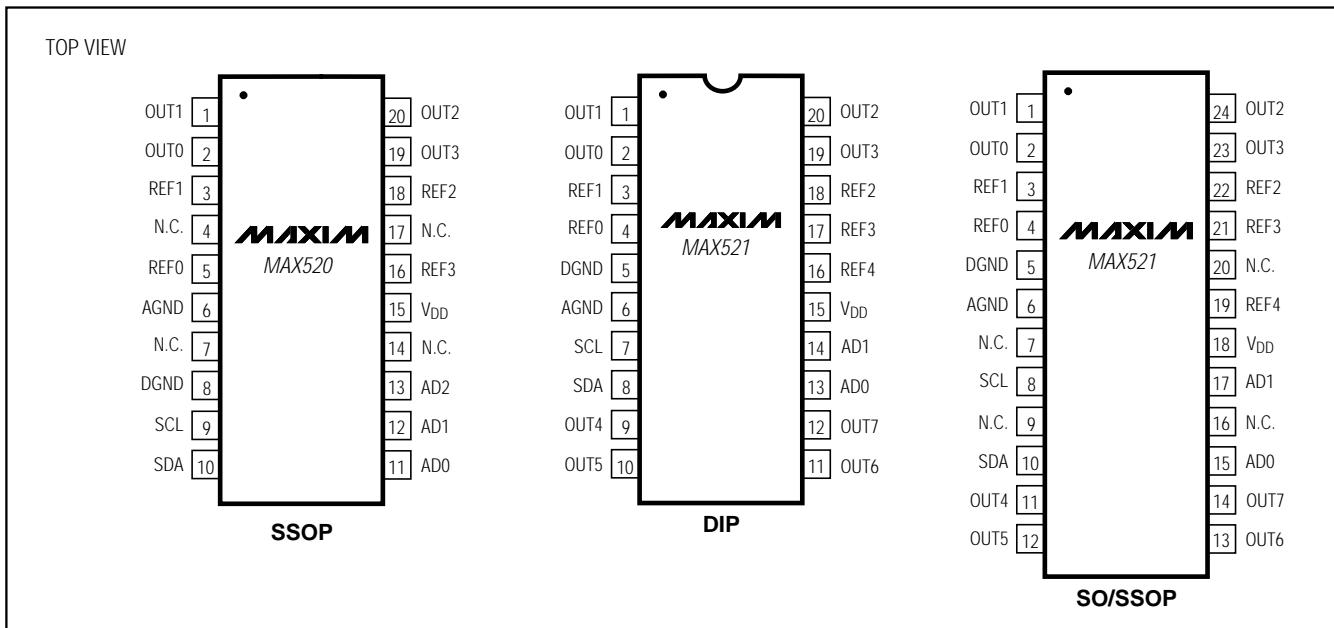 TOP VIEW
OUT1 1 20 OUT2
OUT0 2 19 OUT3
REF1 3 18 REF2
N.C. 4 17 N.C.
REF0 5 16 REF3
AGND 6 15 VDD
N.C. 7 14 N.C.
DGND 8 13 AD2
SCL 9 12 AD1
SDA 10 11 AD0
MAXIM
MAX520
SSOP
OUT1 1 20 OUT2
OUT0 2 19 OUT3
REF1 3 18 REF2
REF0 4 17 REF3
DGND 5 16 REF4
AGND 6 15 VDD
SCL 7 14 AD1
SDA 8 13 AD0
OUT4 9 12 OUT7
OUT5 10 11 OUT6
MAXIM
MAX521
DIP
OUT1 1 24 OUT2
OUT0 2 23 OUT3
REF1 3 22 REF2
REF0 4 21 REF3
DGND 5 20 N.C.
AGND 6 19 REF4
N.C. 7 18 VDD
SCL 8 17 AD1
N.C. 9 16 N.C.
SDA 10 15 AD0
OUT4 11 14 OUT7
OUT5 12 13 OUT6
MAXIM
MAX521
SO/SSOP